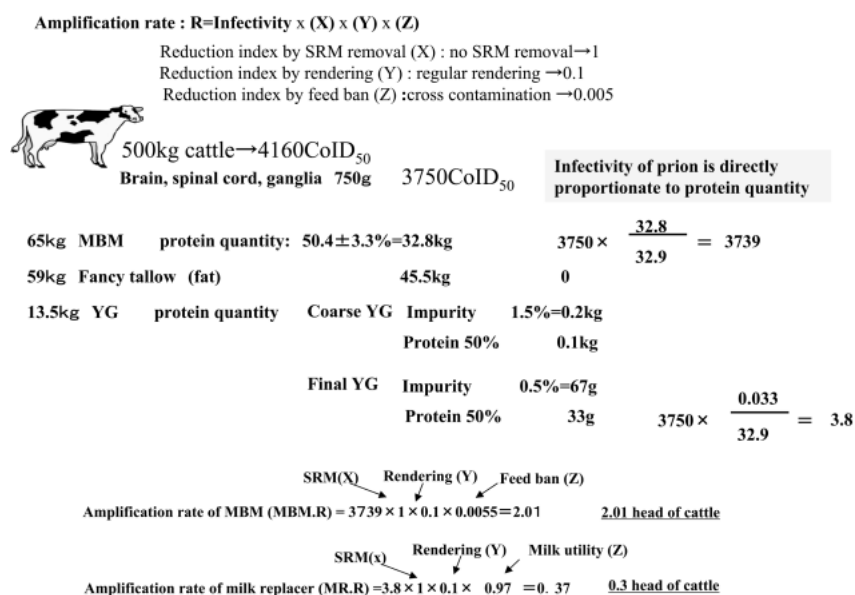 Amplification rate : R=Infectivity x (X) x (Y) x (Z)
Reduction index by SRM removal (X) : no SRM removal→1
Reduction index by rendering (Y) : regular rendering →0.1
Reduction index by feed ban (Z) :cross contamination →0.005
500kg cattle→4160CoID50
Brain, spinal cord, ganglia 750g 3750CoID50
Infectivity of prion is directly
proportionate to protein quantity
65kg MBM protein quantity: 50.4±3.3%=32.8kg 3750× 32.8/32.9 = 3739
59kg Fancy tallow (fat) 45.5kg 0
13.5kg YG protein quantity Coarse YG Impurity 1.5%=0.2kg
Protein 50% 0.1kg
Final YG Impurity 0.5%=67g
Protein 50% 33g 3750× 0.033/32.9 = 3.8
SRM(X) Rendering (Y) Feed ban (Z)
Amplification rate of MBM (MBM.R) = 3739×1×0.1×0.0055=2.01 2.01 head of cattle
SRM(x) Rendering (Y) Milk utility (Z)
Amplification rate of milk replacer (MR.R) =3.8×1×0.1× 0.97 =0. 37 0.3 head of cattle